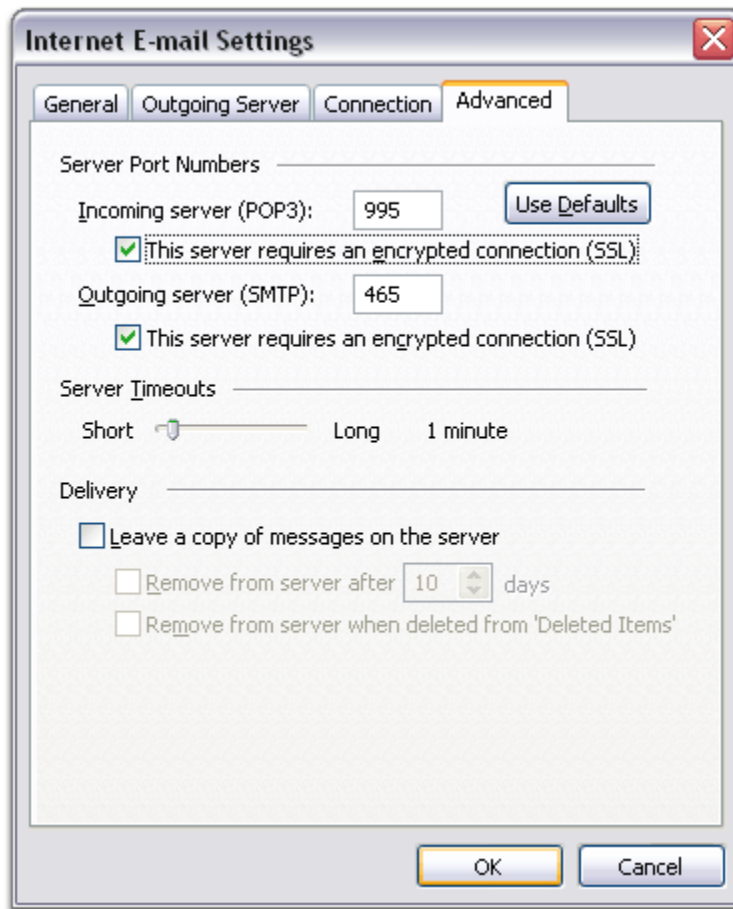 Internet E-mail Settings
General Outgoing Server Connection Advanced
Server Port Numbers
Incoming server (POP3): 995 Use Defaults
This server requires an encrypted connection (SSL)
Outgoing server (SMTP): 465
This server requires an encrypted connection (SSL)
Server Timeouts
Short Long 1 minute
Delivery
Leave a copy of messages on the server
Remove from server after 10 days
Remove from server when deleted from 'Deleted Items'
OK Cancel